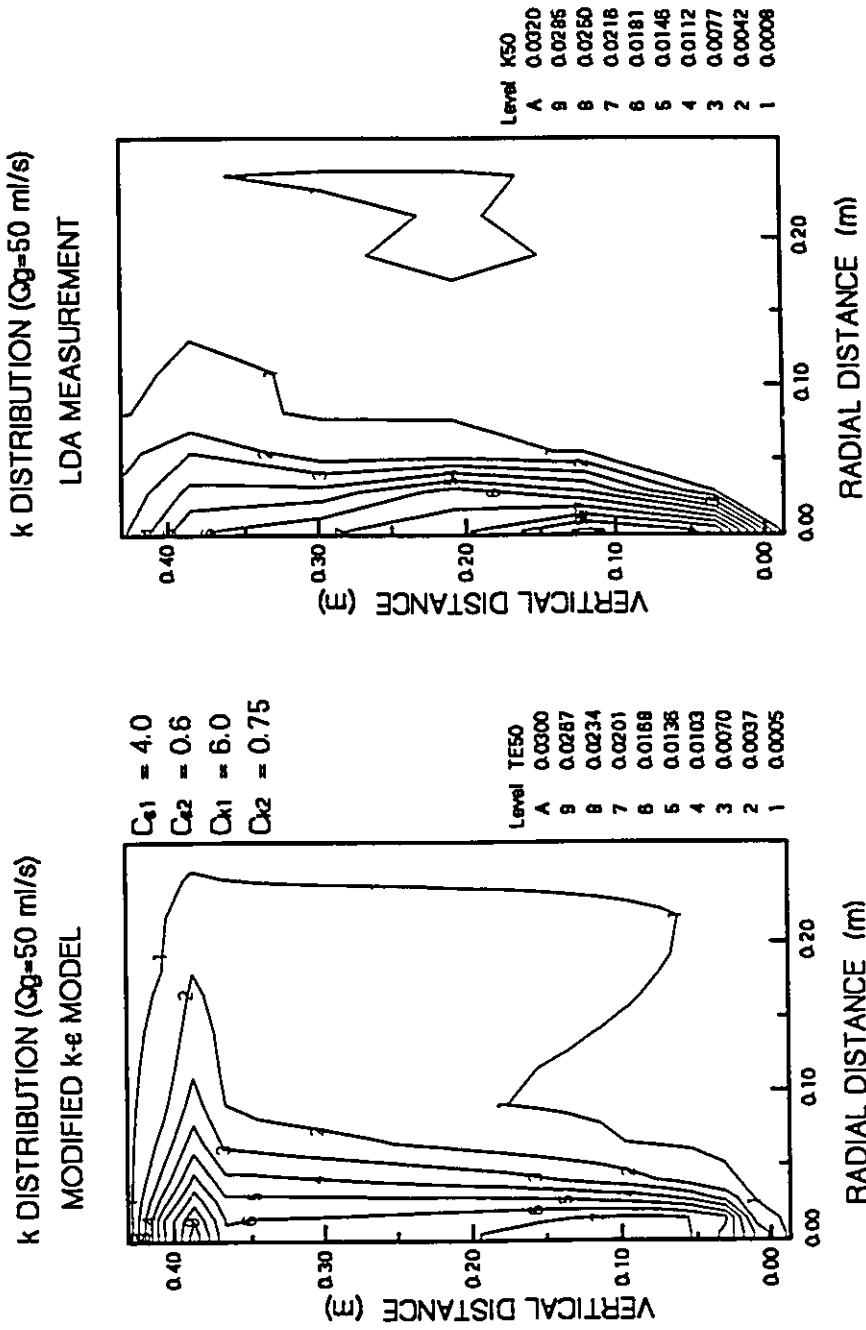 k DISTRIBUTION (Qg=50 ml/s)
MODIFIED k-ε MODEL
Cε1 = 4.0
Cε2 = 0.6
Ck1 = 6.0
Ck2 = 0.75
Level TE50
A 0.0300
9 0.0267
8 0.0234
7 0.0201
6 0.0168
5 0.0136
4 0.0103
3 0.0070
2 0.0037
1 0.0005
VERTICAL DISTANCE (m)
0.40
0.30
0.20
0.10
0.00
0.00
0.10
0.20
RADIAL DISTANCE (m)
k DISTRIBUTION (Qg=50 ml/s)
LDA MEASUREMENT
Level K50
A 0.0320
9 0.0285
8 0.0250
7 0.0216
6 0.0181
5 0.0146
4 0.0112
3 0.0077
2 0.0042
1 0.0008
VERTICAL DISTANCE (m)
0.40
0.30
0.20
0.10
0.00
0.00
0.10
0.20
RADIAL DISTANCE (m)